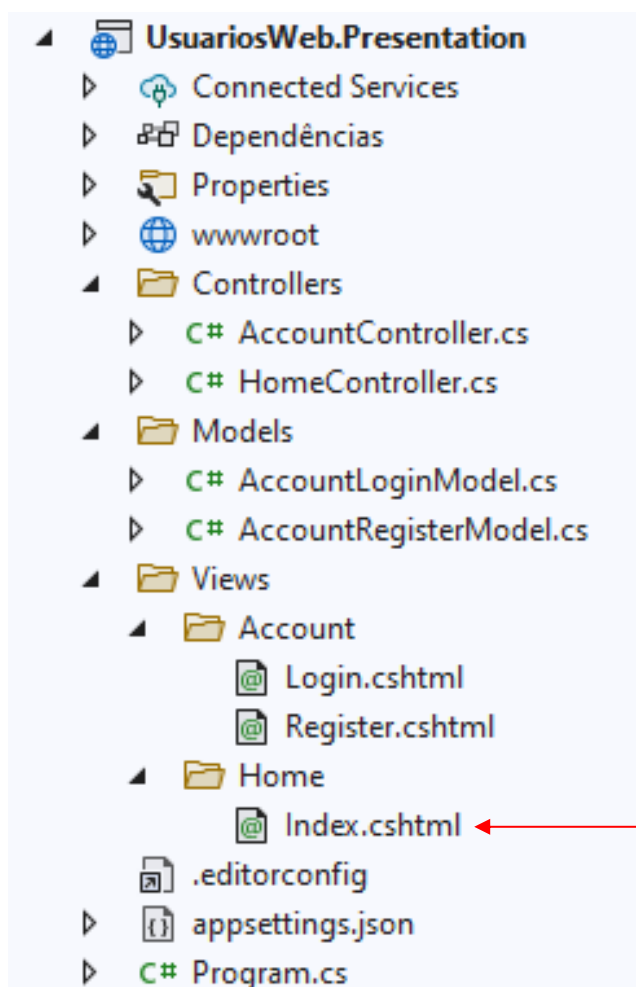 UsuariosWeb.Presentation
Connected Services
Dependências
Properties
wwwroot
Controllers
C# AccountController.cs
C# HomeController.cs
Models
C# AccountLoginModel.cs
C# AccountRegisterModel.cs
Views
Account
@ Login.cshtml
@ Register.cshtml
Home
@ Index.cshtml
.editorconfig
appsettings.json
C# Program.cs